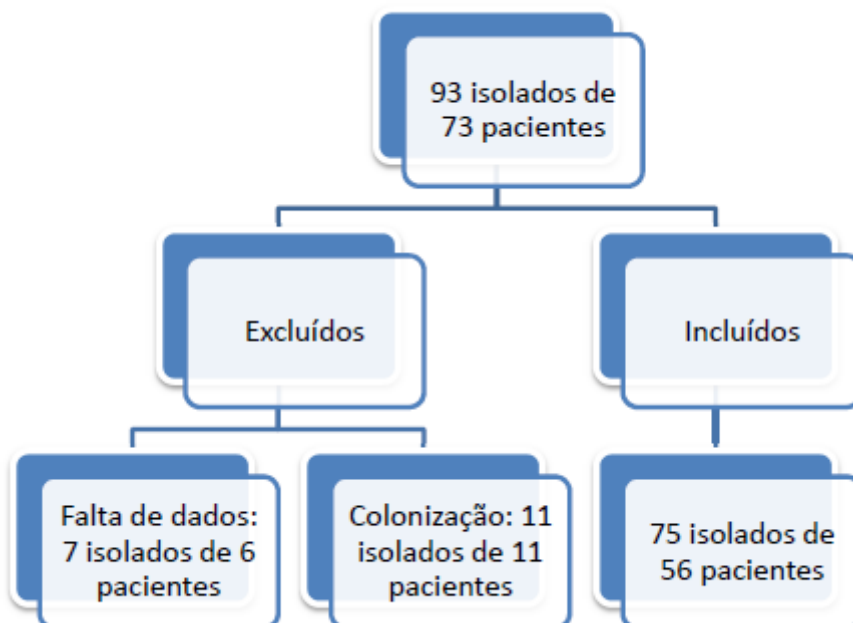 93 isolados de
73 pacientes
Excluídos
Incluídos
Falta de dados:
7 isolados de 6
pacientes
Colonização: 11
isolados de 11
pacientes
75 isolados de
56 pacientes